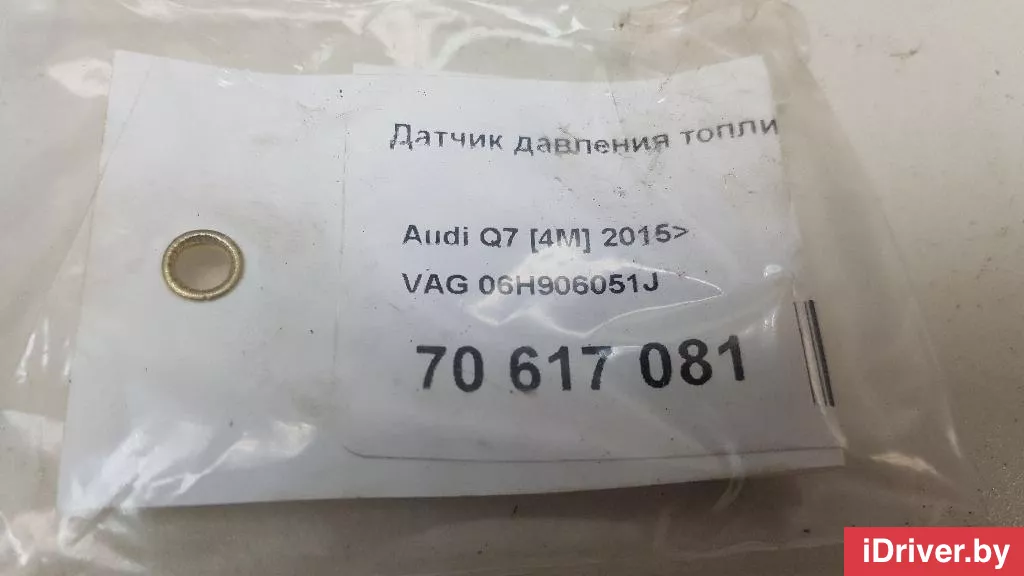 Датчик давления топли
Audi Q7 [4M] 2015>
VAG 06H906051J
70 617 081
iDriver.by